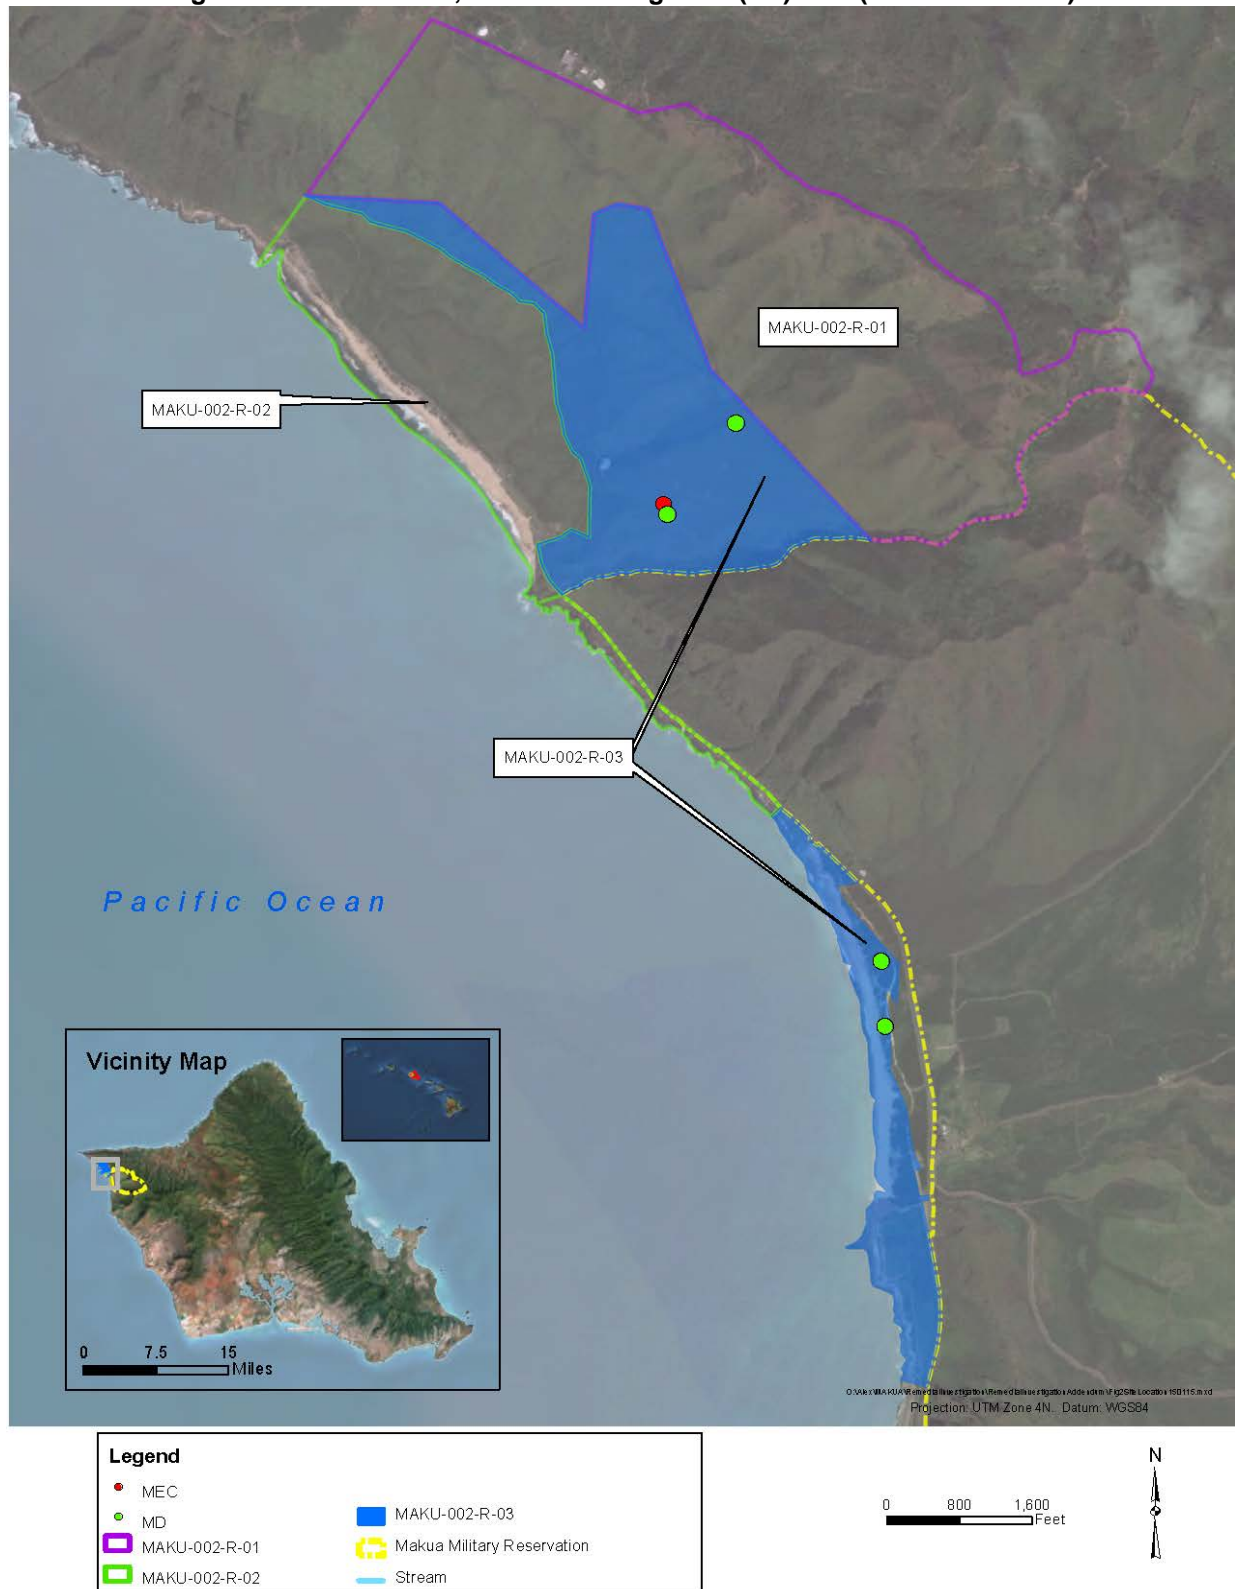 MAKU-002-R-01
MAKU-002-R-02
MAKU-002-R-03
Pacific Ocean
Vicinity Map
0 7.5 15
Miles
Projection: UTM Zone 4N. Datum: WGS84
Legend
MEC
MD
MAKU-002-R-01
MAKU-002-R-02
MAKU-002-R-03
Makua Military Reservation
Stream
0 800 1,600
Feet
N